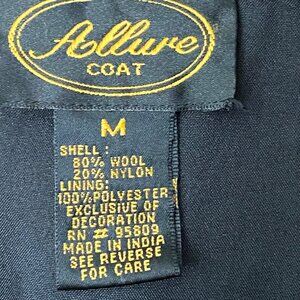 Allure
COAT
M
SHELL:
80% WOOL
20% NYLON
LINING:
100% POLYESTER
EXCLUSIVE OF
DECORATION
RN # 95809
MADE IN INDIA
SEE REVERSE
FOR CARE